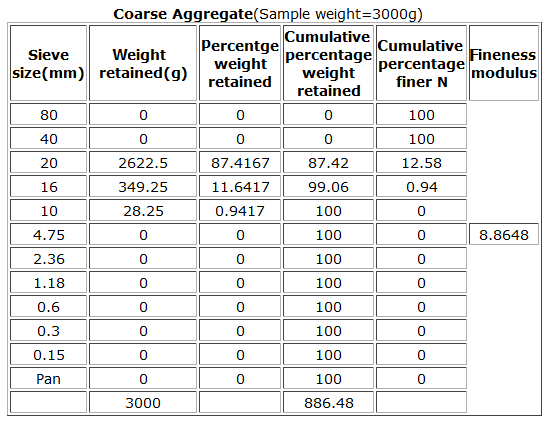 Coarse Aggregate(Sample weight=3000g)
Sieve size(mm) Weight retained(g) Percentge weight retained Cumulative percentage weight retained Cumulative percentage finer N Fineness modulus
80 0 0 0 100
40 0 0 0 100
20 2622.5 87.4167 87.42 12.58
16 349.25 11.6417 99.06 0.94
10 28.25 0.9417 100 0
4.75 0 0 100 0 8.8648
2.36 0 0 100 0
1.18 0 0 100 0
0.6 0 0 100 0
0.3 0 0 100 0
0.15 0 0 100 0
Pan 0 0 100 0
3000 886.48